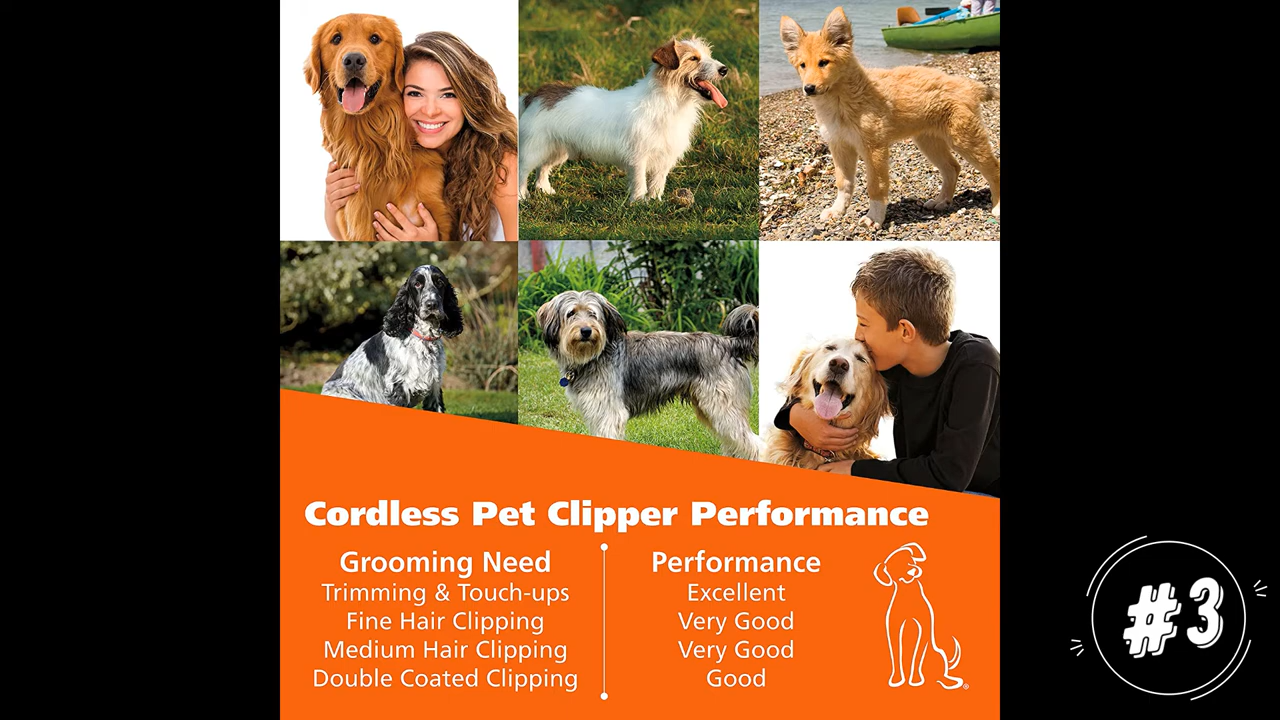 Cordless Pet Clipper Performance
Grooming Need
Trimming & Touch-ups
Fine Hair Clipping
Medium Hair Clipping
Double Coated Clipping
Performance
Excellent
Very Good
Very Good
Good
®
#3